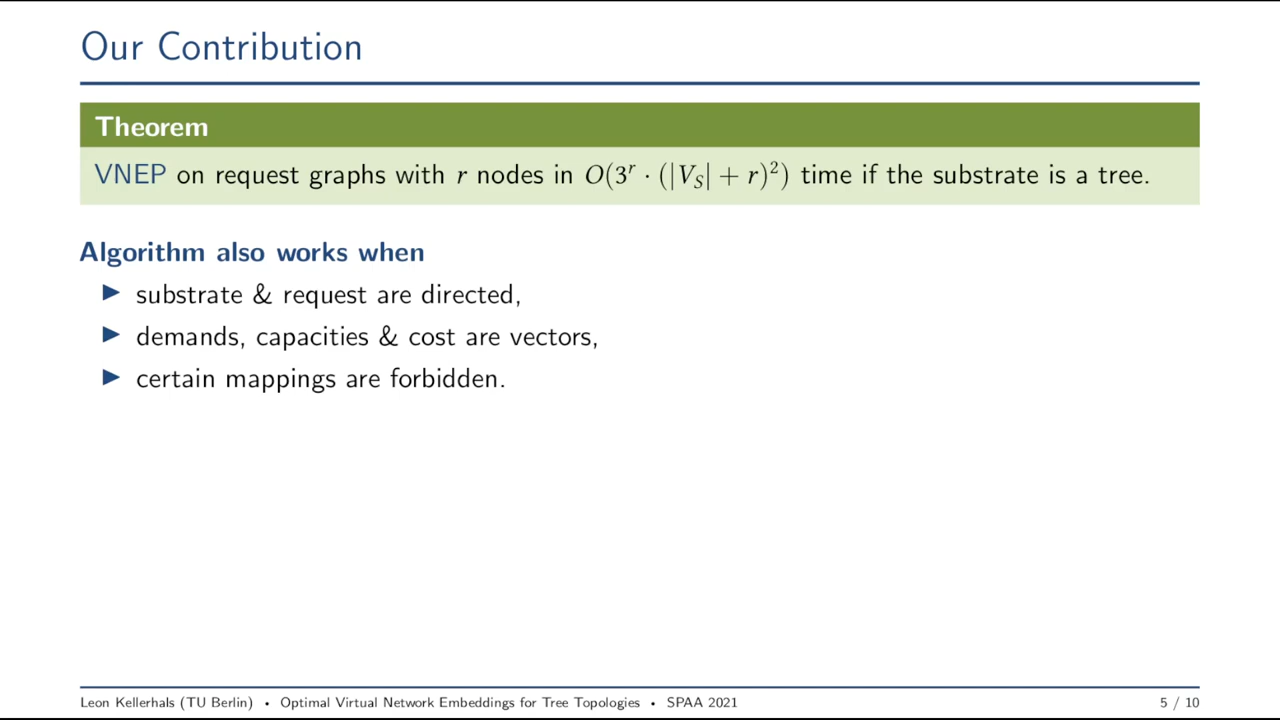 Our Contribution
Theorem
VNEP on request graphs with r nodes in O(3^r · (|V_S| + r)^2) time if the substrate is a tree.
Algorithm also works when
▶ substrate & request are directed,
▶ demands, capacities & cost are vectors,
▶ certain mappings are forbidden.
Leon Kellerhals (TU Berlin) • Optimal Virtual Network Embeddings for Tree Topologies • SPAA 2021 5 / 10